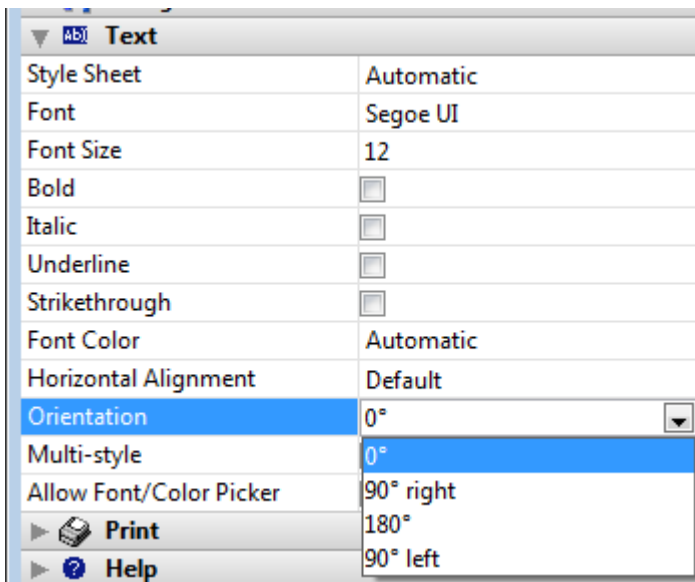 Text
Style Sheet Automatic
Font Segoe UI
Font Size 12
Bold
Italic
Underline
Strikethrough
Font Color Automatic
Horizontal Alignment Default
Orientation 0°
Multi-style 0°
Allow Font/Color Picker 90° right
Print 180°
Help 90° left